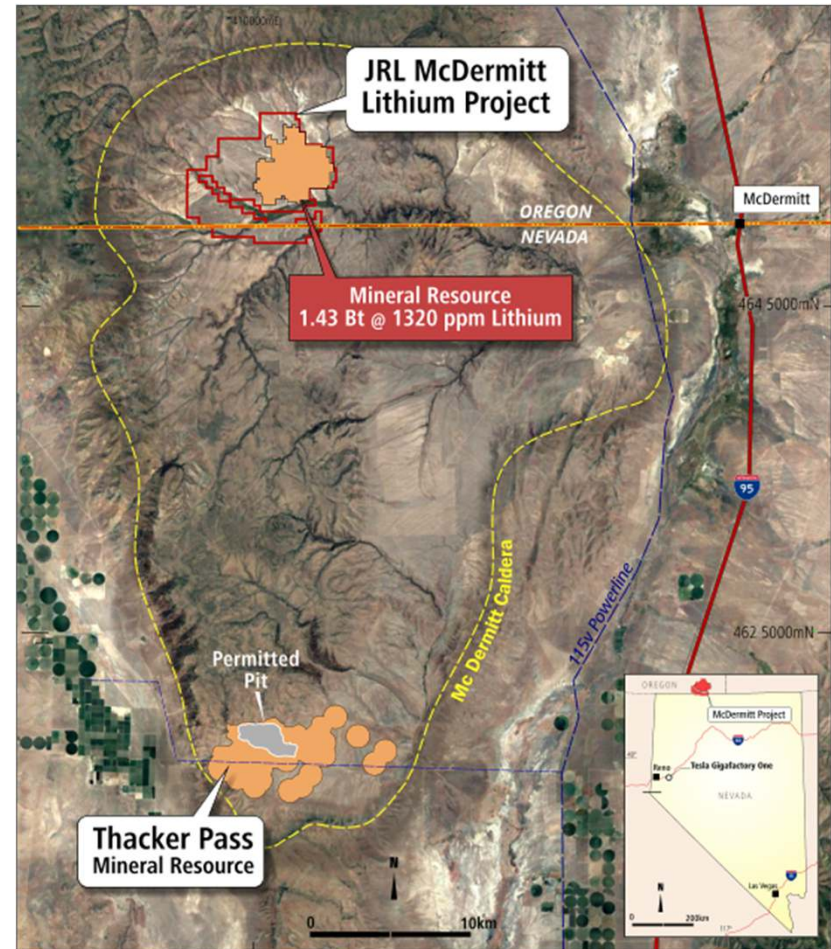 410000mE
JRL McDermitt
Lithium Project
McDermitt
OREGON
NEVADA
Mineral Resource
1.43 Bt @ 1320 ppm Lithium
464 5000mN
95
Mc Dermitt Caldera
115v Powerline
462 5000mN
Permitted
Pit
Thacker Pass
Mineral Resource
N
0 10km
OREGON
McDermitt Project
Reno
Tesla Gigafactory One
NEVADA
Las Vegas
N
0 200km
117°